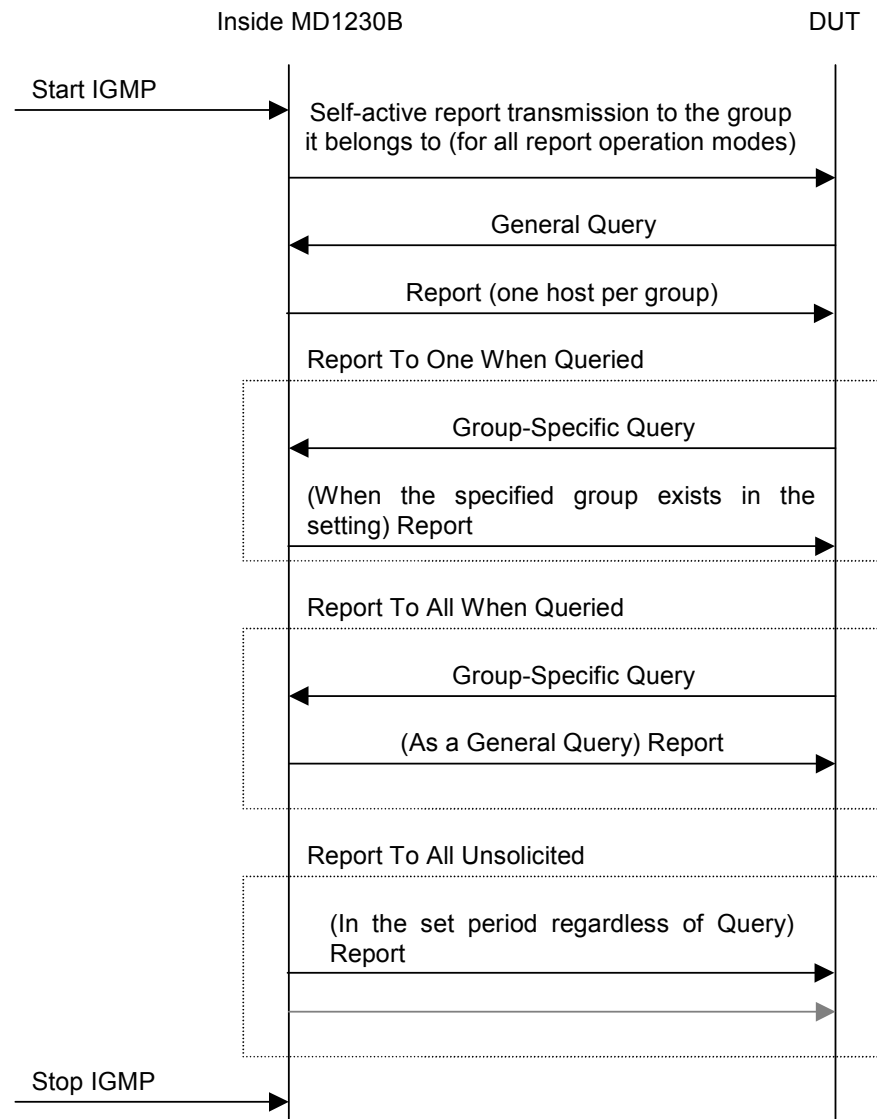 Inside MD1230B DUT
Start IGMP
Self-active report transmission to the group
it belongs to (for all report operation modes)
General Query
Report (one host per group)
Report To One When Queried
Group-Specific Query
(When the specified group exists in the
setting) Report
Report To All When Queried
Group-Specific Query
(As a General Query) Report
Report To All Unsolicited
(In the set period regardless of Query)
Report
Stop IGMP